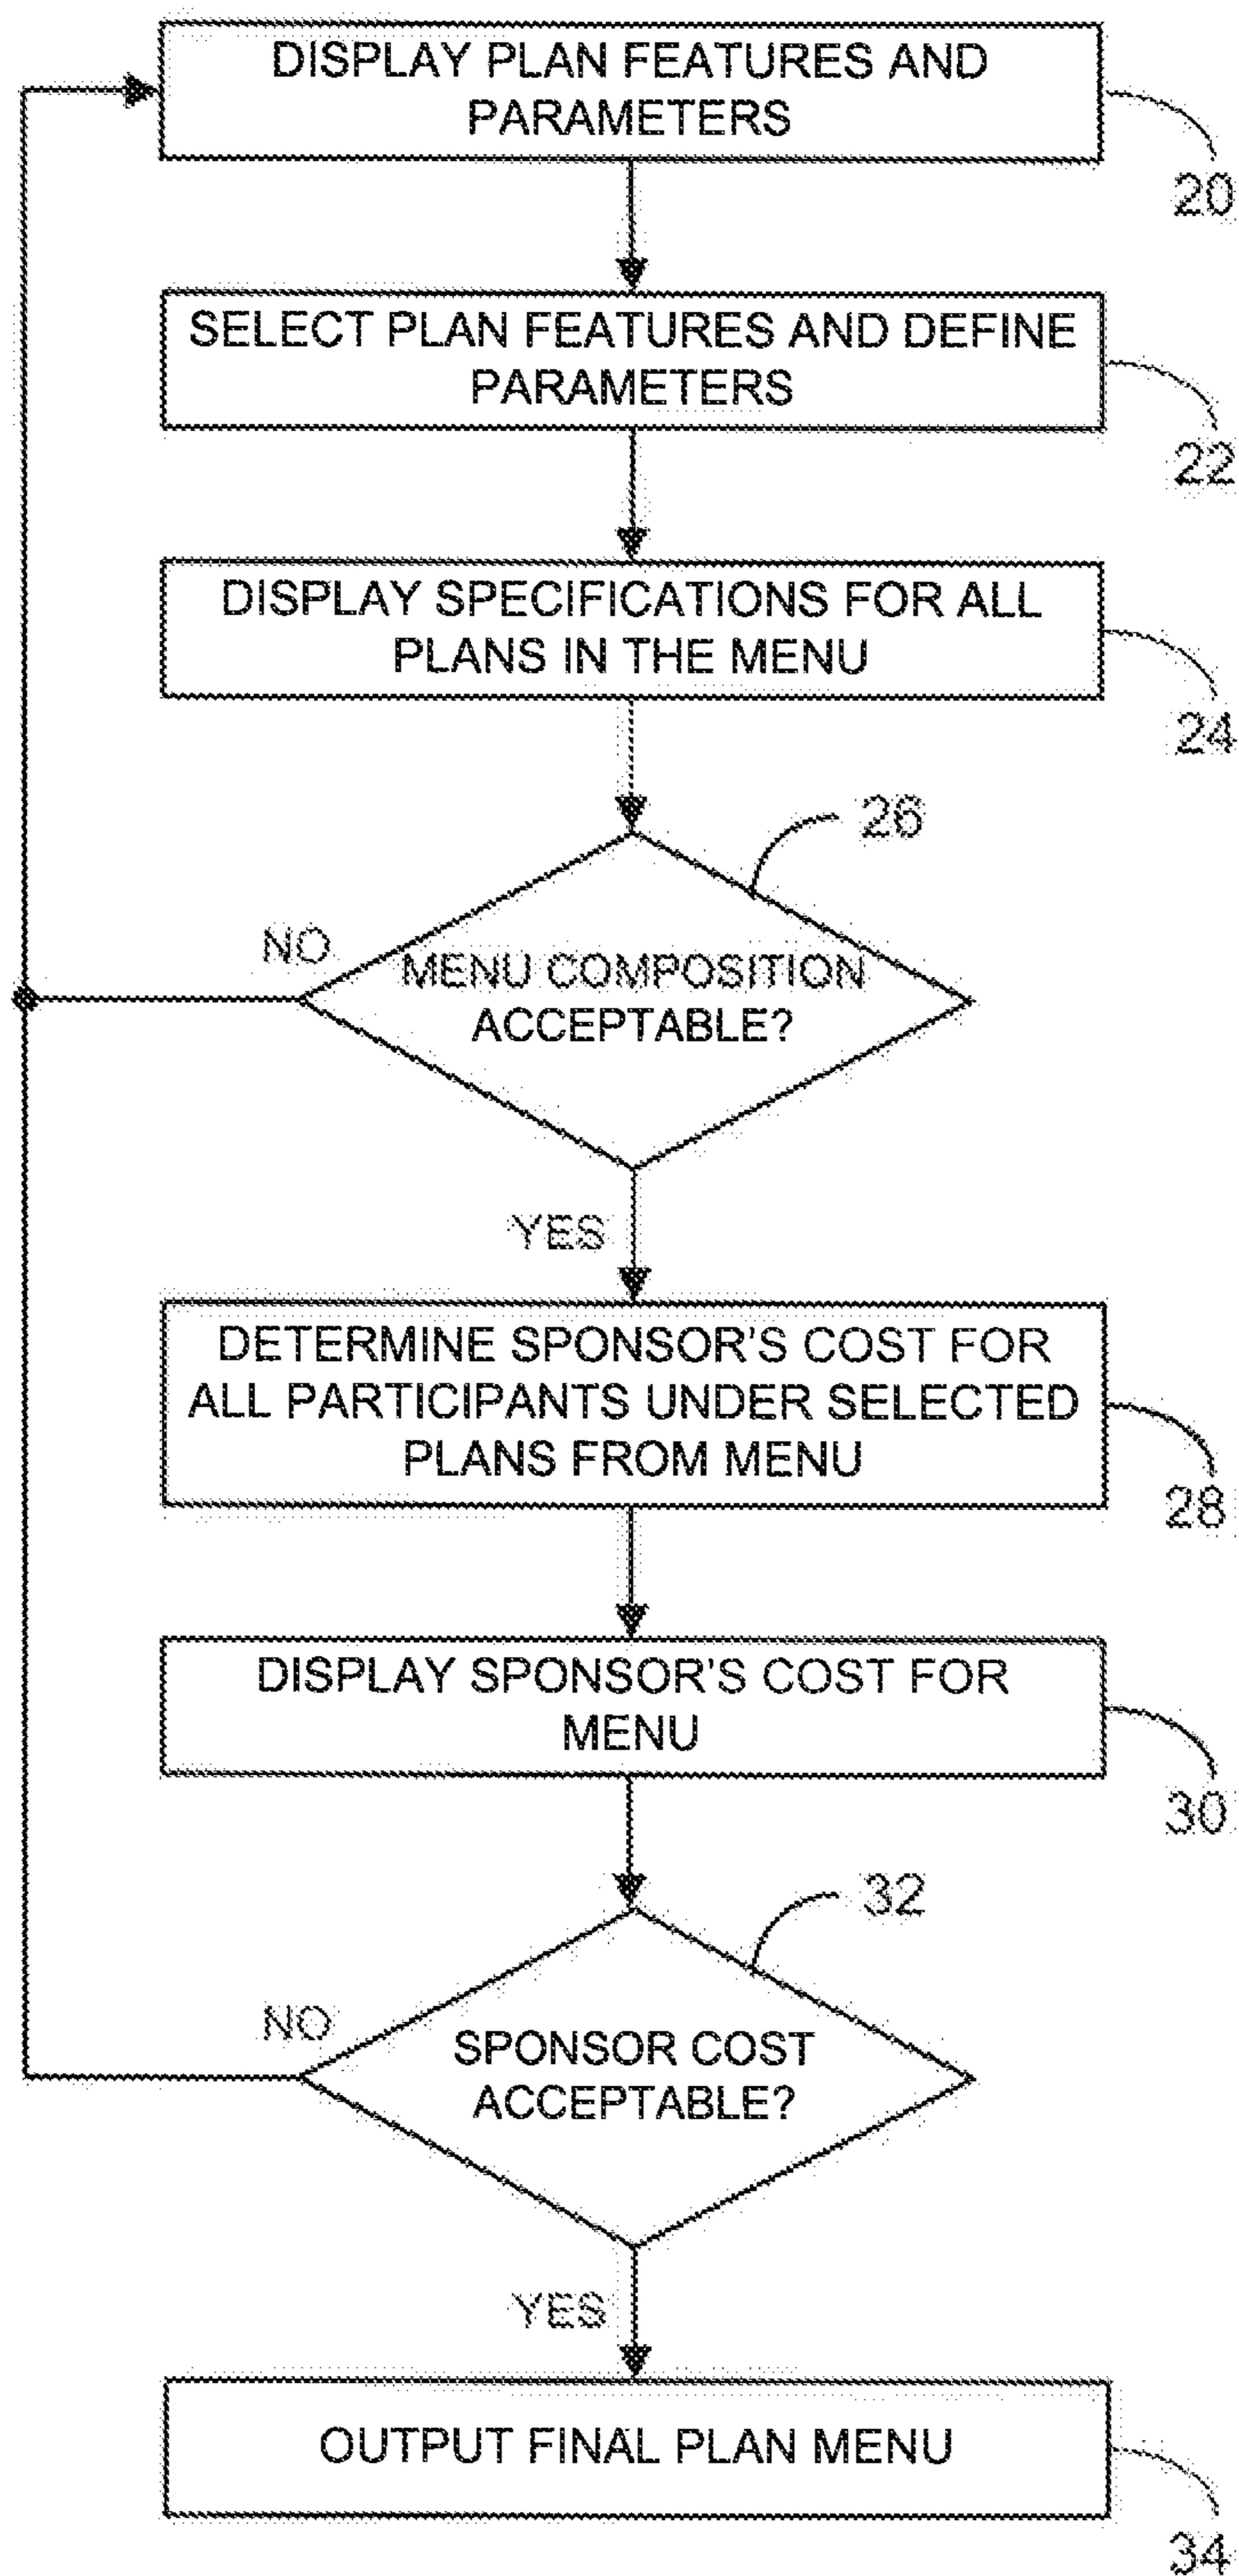 DISPLAY PLAN FEATURES AND
PARAMETERS
20
SELECT PLAN FEATURES AND DEFINE
PARAMETERS
22
DISPLAY SPECIFICATIONS FOR ALL
PLANS IN THE MENU
24
26
NO
MENU COMPOSITION
ACCEPTABLE?
YES
DETERMINE SPONSOR'S COST FOR
ALL PARTICIPANTS UNDER SELECTED
PLANS FROM MENU
28
DISPLAY SPONSOR'S COST FOR
MENU
30
32
NO
SPONSOR COST
ACCEPTABLE?
YES
OUTPUT FINAL PLAN MENU
34